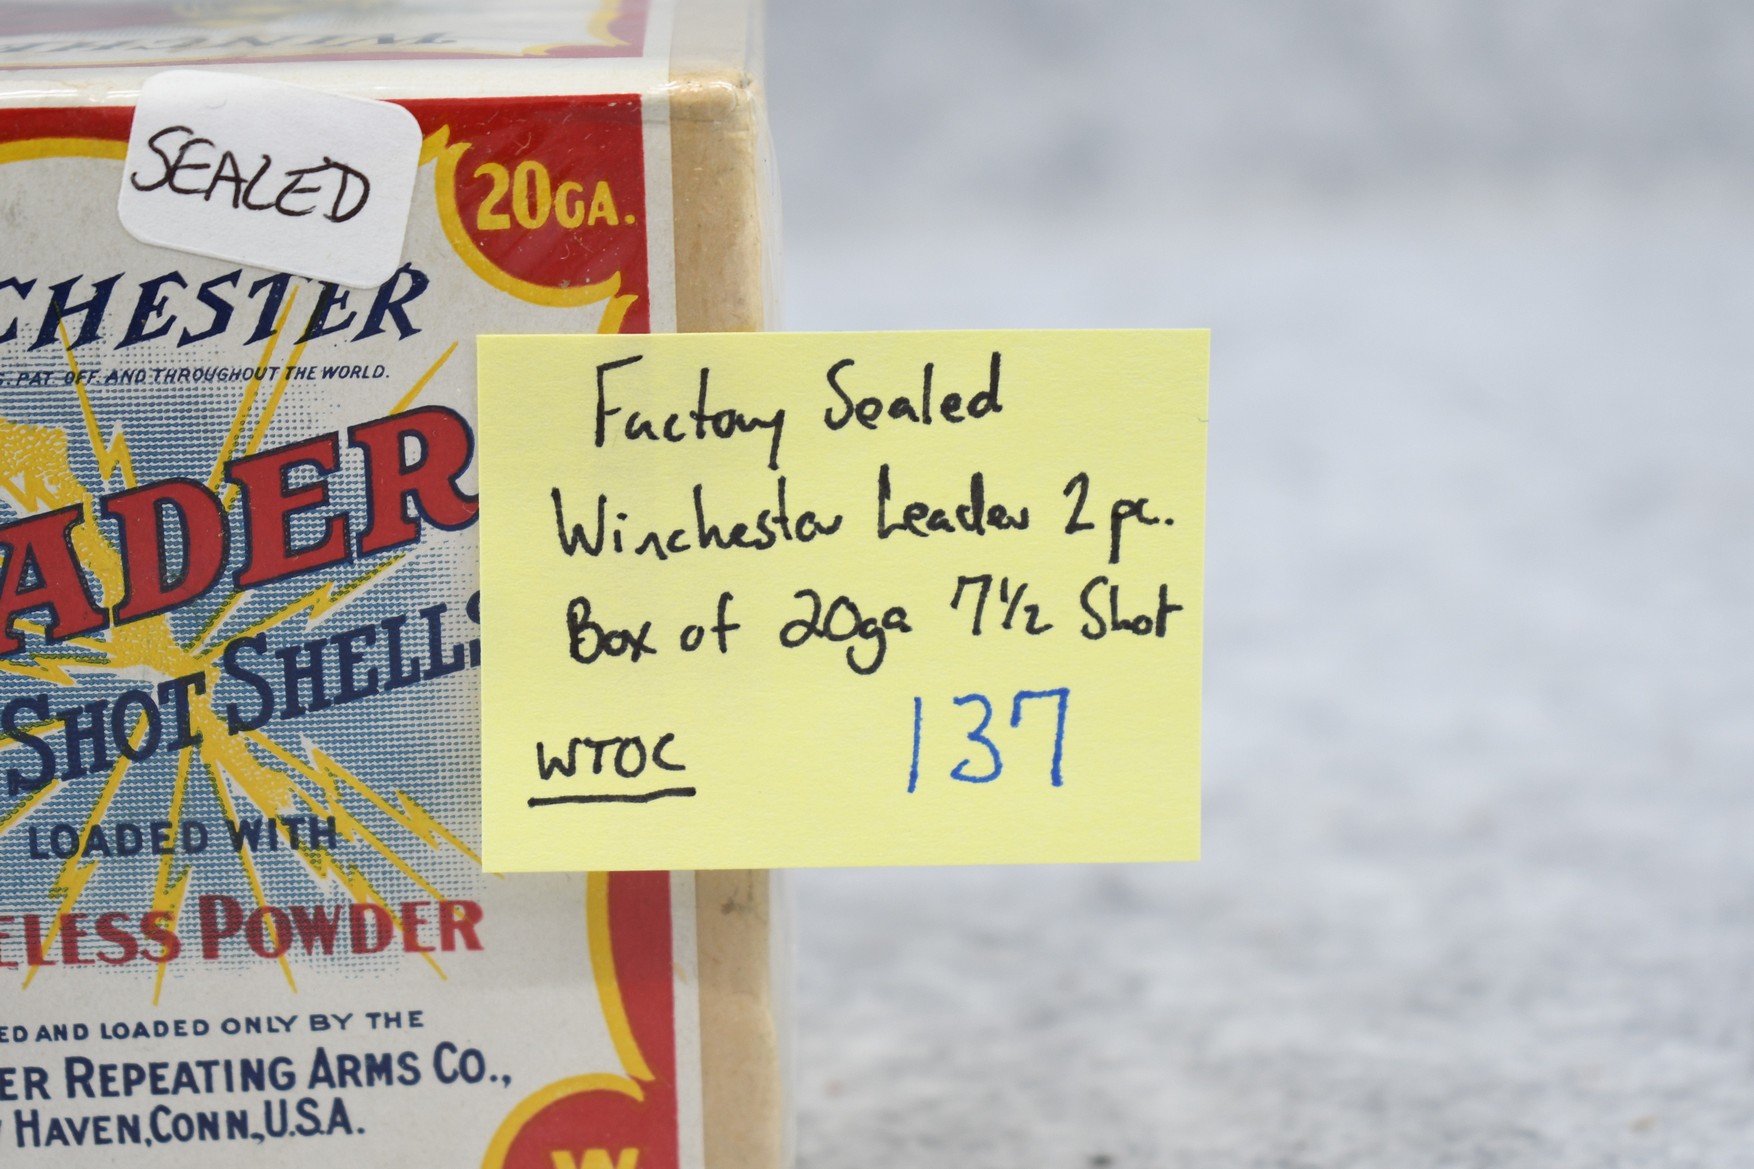 SEALED
20GA.
CHESTER
. PAT. OFF. AND THROUGHOUT THE WORLD.
ADER
SHOT SHELLS
LOADED WITH
ELESS POWDER
ED AND LOADED ONLY BY THE
ER REPEATING ARMS CO.,
HAVEN, CONN., U.S.A.
W
Factory Sealed
Winchester Leader 2 pc.
Box of 20ga 7½ Shot
WTOC 137